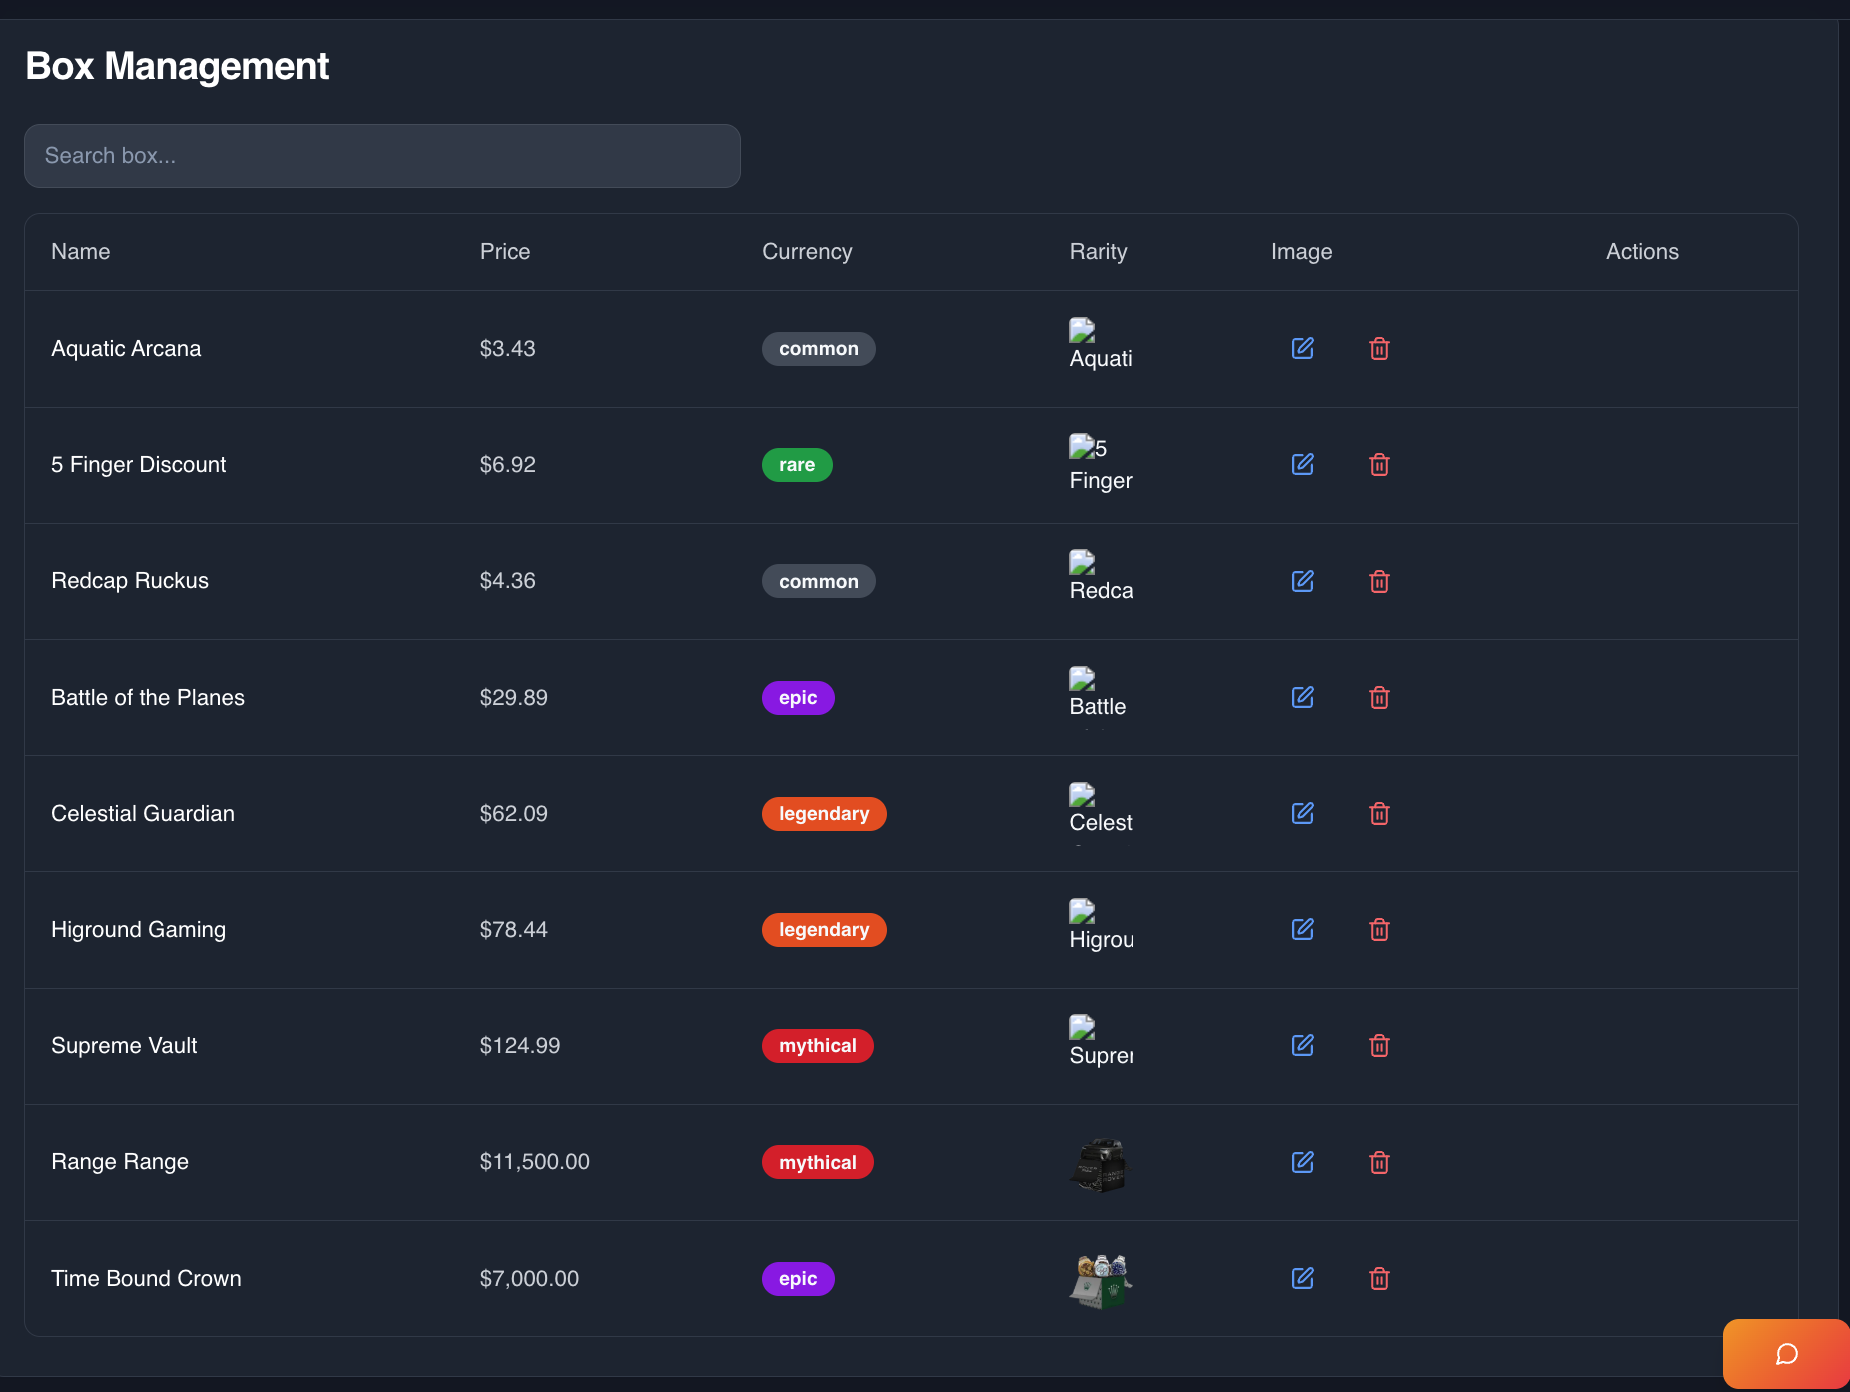 Box Management
Search box...
Name Price Currency Rarity Image Actions
Aquatic Arcana $3.43 common Aquati
5 Finger Discount $6.92 rare 5
Finger
Redcap Ruckus $4.36 common Redca
Battle of the Planes $29.89 epic Battle
Celestial Guardian $62.09 legendary Celest
Higround Gaming $78.44 legendary Higrou
Supreme Vault $124.99 mythical Suprer
Range Range $11,500.00 mythical
Time Bound Crown $7,000.00 epic